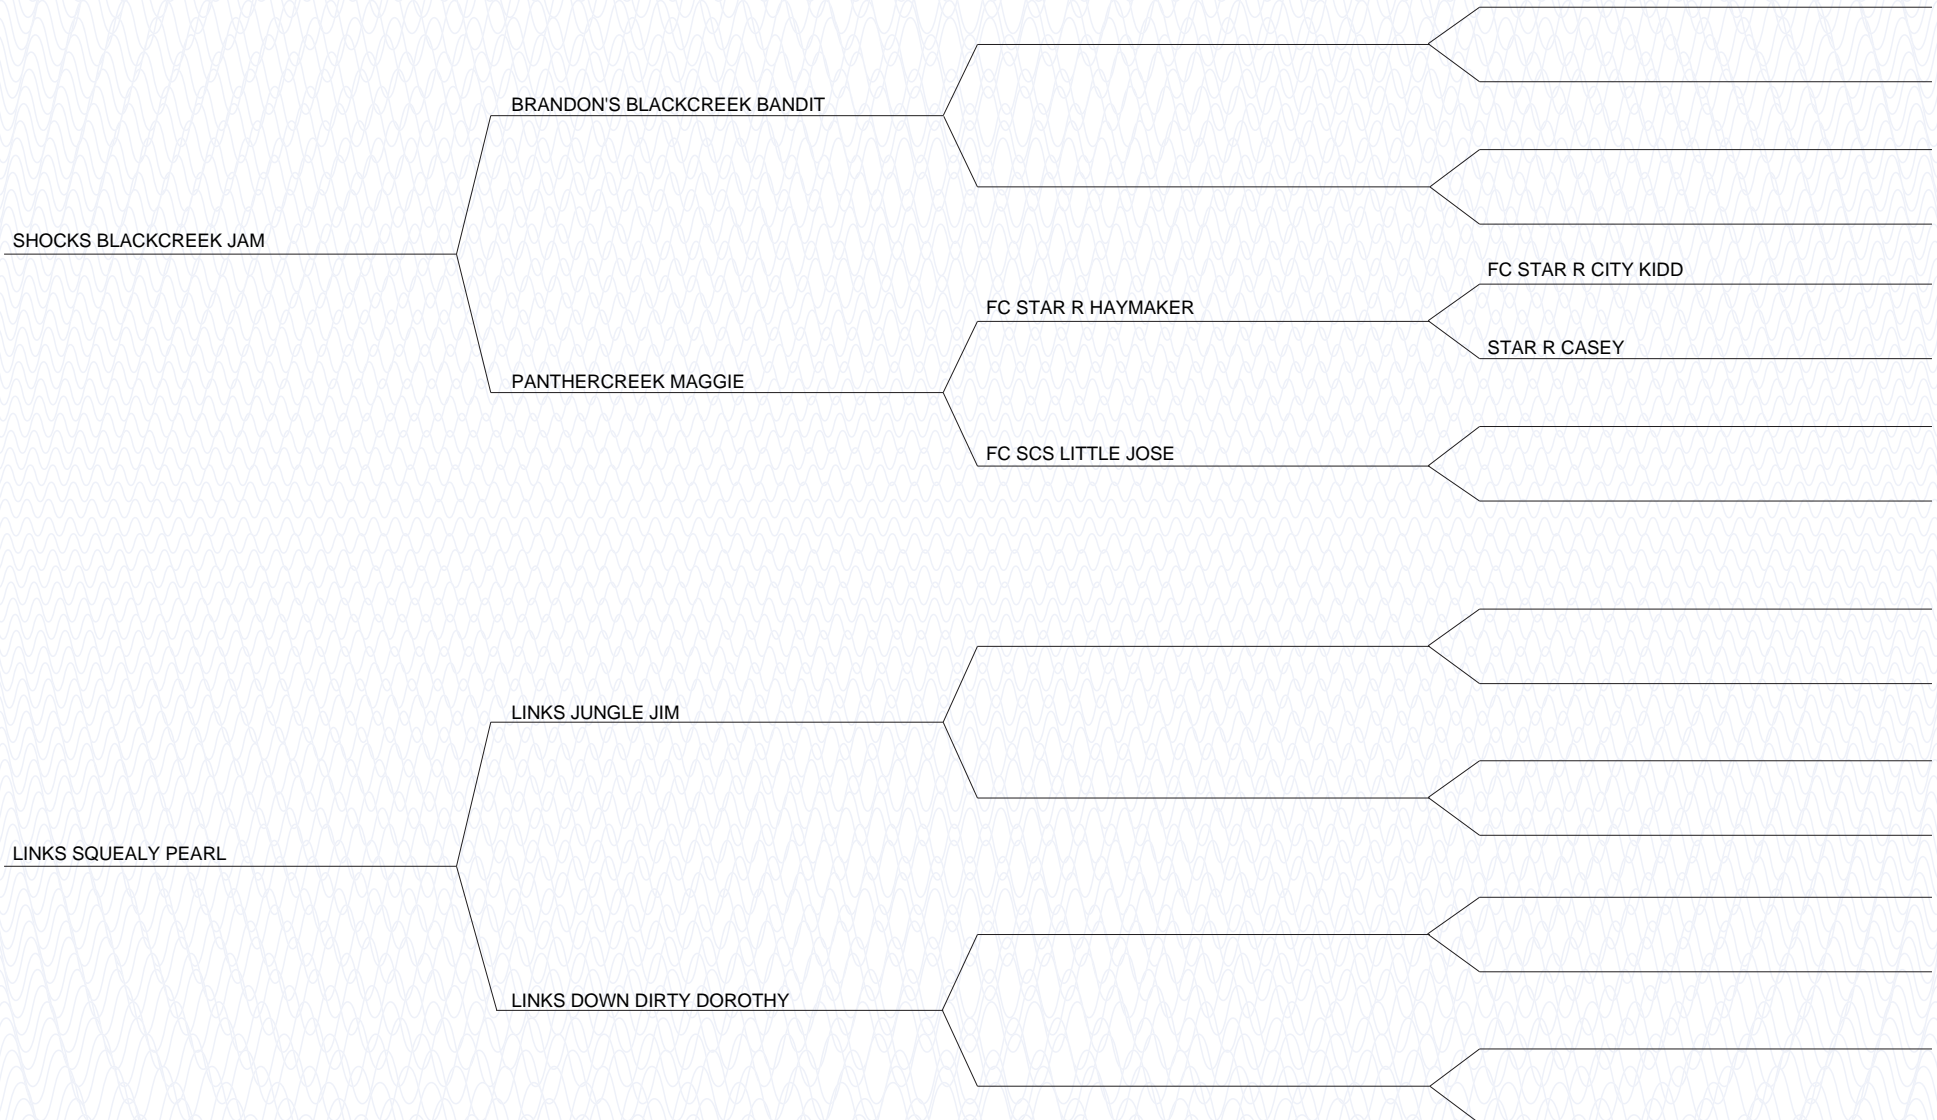 BRANDON'S BLACKCREEK BANDIT
SHOCKS BLACKCREEK JAM
FC STAR R CITY KIDD
FC STAR R HAYMAKER
STAR R CASEY
PANTHERCREEK MAGGIE
FC SCS LITTLE JOSE
LINKS JUNGLE JIM
LINKS SQUEALY PEARL
LINKS DOWN DIRTY DOROTHY